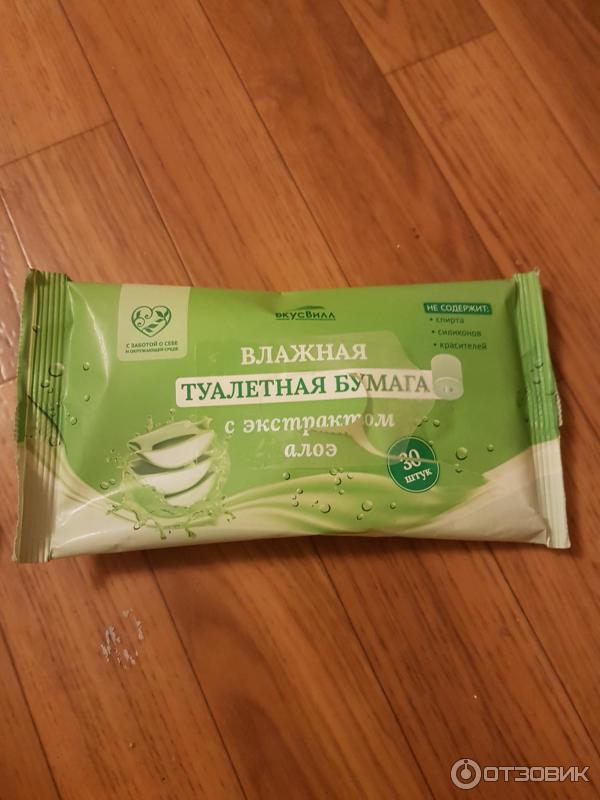 ВкусВилл
С ЗАБОТОЙ О СЕБЕ
И ОКРУЖАЮЩЕЙ СРЕДЕ
НЕ СОДЕРЖИТ:
• спирта
• силиконов
• красителей
ВЛАЖНАЯ
ТУАЛЕТНАЯ БУМАГА
с экстрактом
алоэ
30
штук
ОТЗОВИК